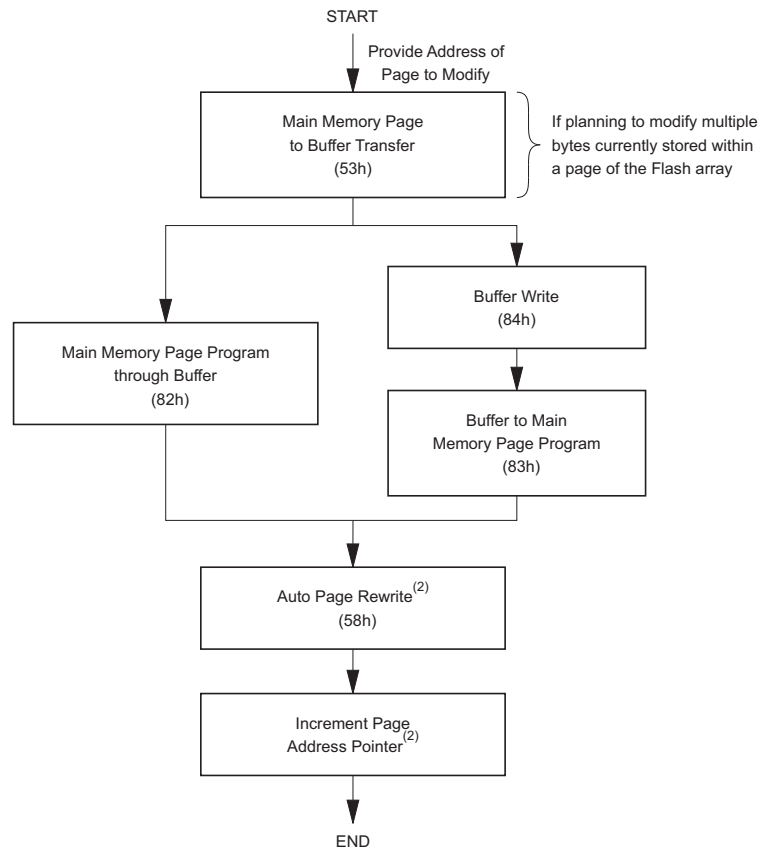 START
Provide Address of
Page to Modify
Main Memory Page
to Buffer Transfer
(53h)
If planning to modify multiple
bytes currently stored within
a page of the Flash array
Main Memory Page Program
through Buffer
(82h)
Buffer Write
(84h)
Buffer to Main
Memory Page Program
(83h)
Auto Page Rewrite(2)
(58h)
Increment Page
Address Pointer(2)
END